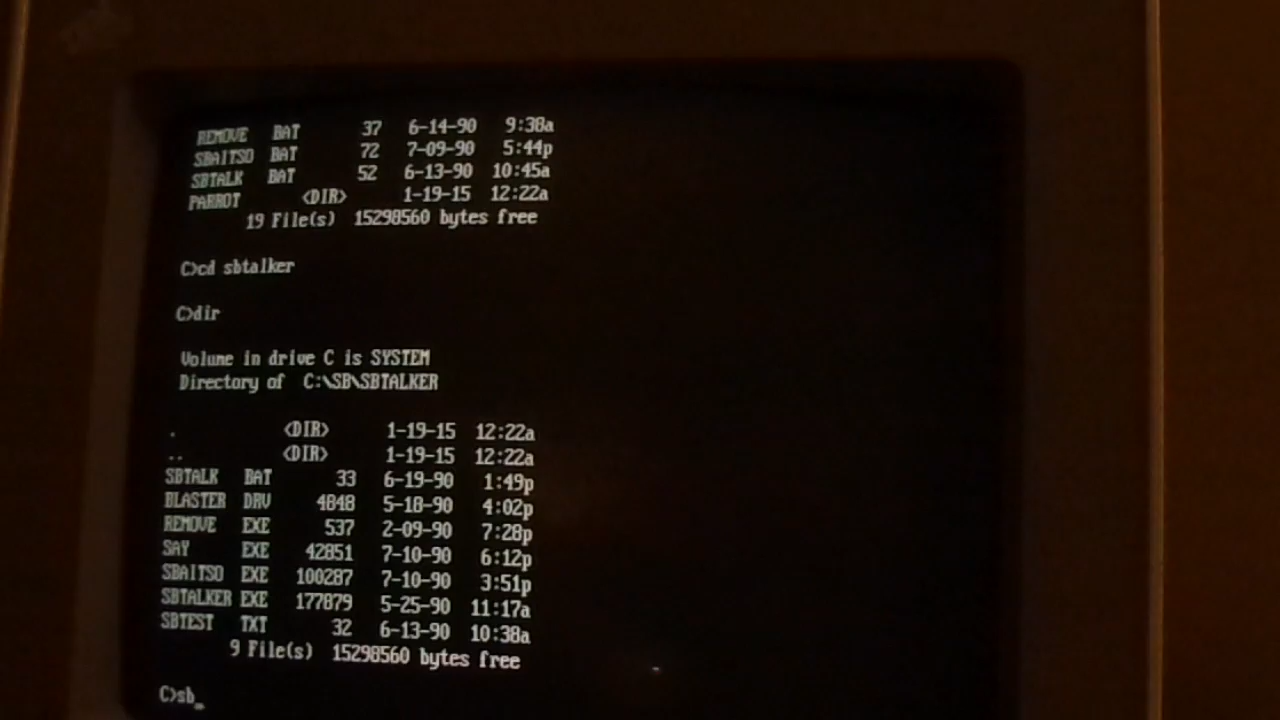 REMOVE BAT 37 6-14-90 9:38a
SBAITSO BAT 72 7-09-90 5:44p
SBTALK BAT 52 6-13-90 10:45a
PARROT <DIR> 1-19-15 12:22a
19 File(s) 15298560 bytes free
C>cd sbtalker
C>dir
Volume in drive C is SYSTEM
Directory of C:\SB\SBTALKER
. <DIR> 1-19-15 12:22a
.. <DIR> 1-19-15 12:22a
SBTALK BAT 33 6-19-90 1:49p
BLASTER DRV 4848 5-18-90 4:02p
REMOVE EXE 537 2-09-90 7:28p
SAY EXE 42851 7-10-90 6:12p
SBAITSO EXE 100287 7-10-90 3:51p
SBTALKER EXE 177879 5-25-90 11:17a
SBTEST TXT 32 6-13-90 10:38a
9 File(s) 15298560 bytes free
C>sb_